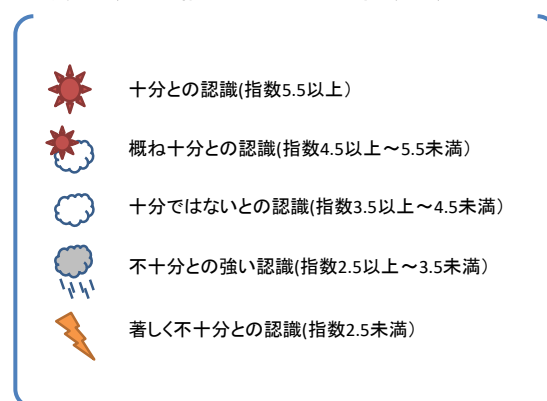 十分との認識(指数5.5以上)
概ね十分との認識(指数4.5以上～5.5未満)
十分ではないとの認識(指数3.5以上～4.5未満)
不十分との強い認識(指数2.5以上～3.5未満)
著しく不十分との認識(指数2.5未満)